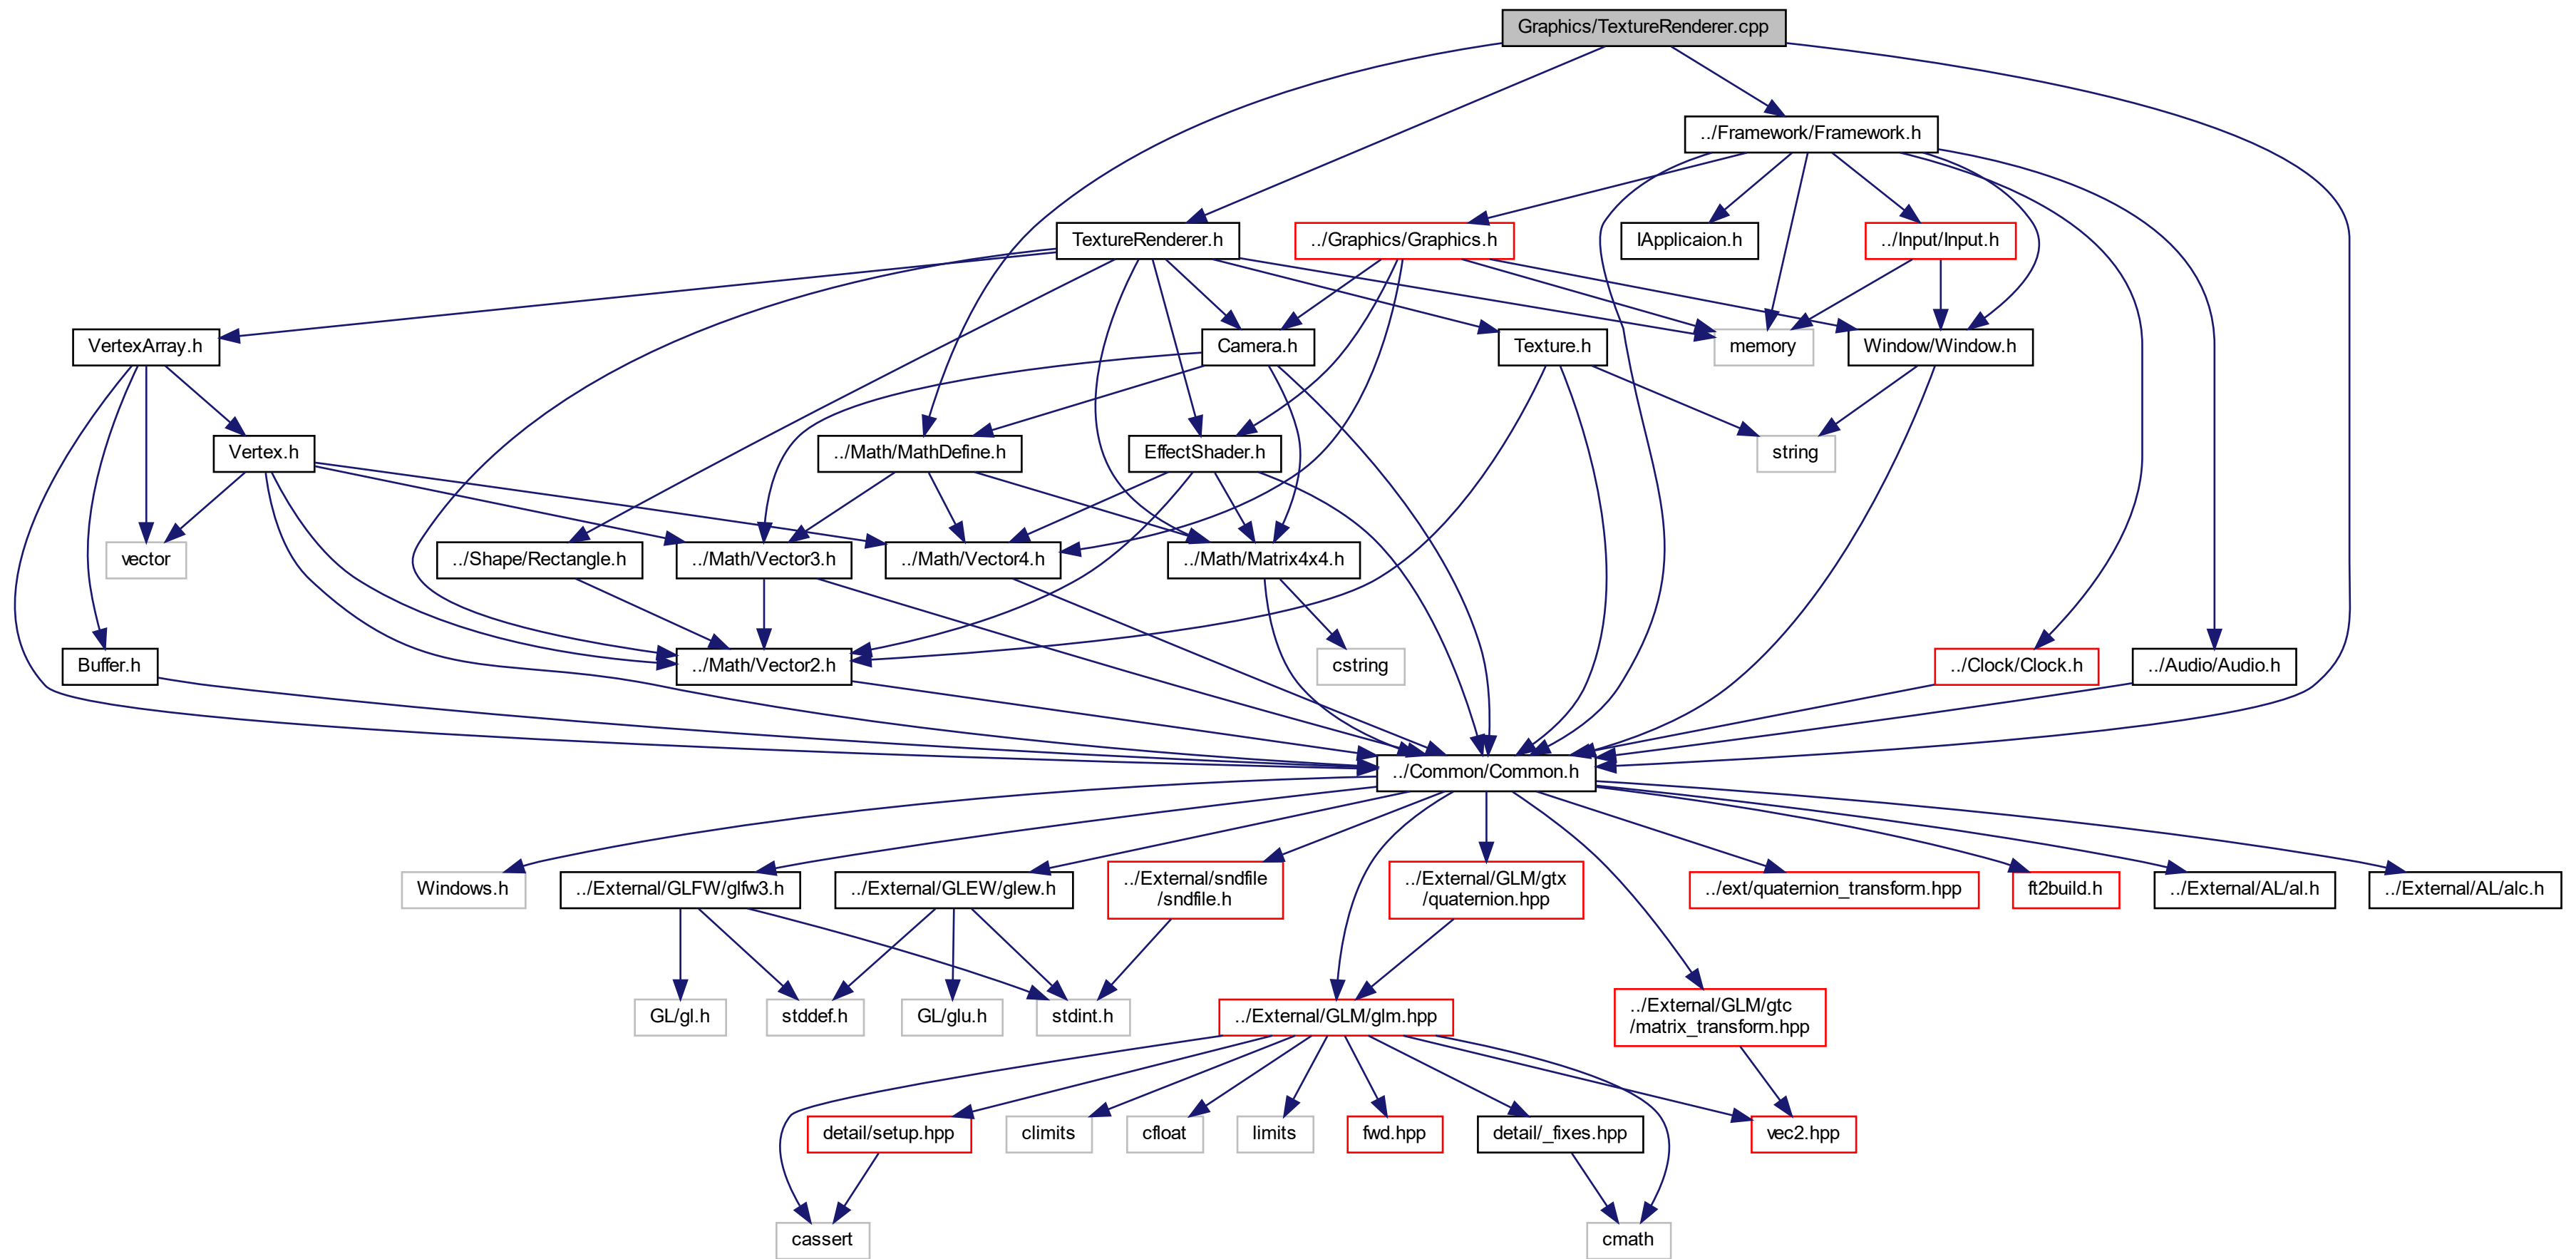 Graphics/TextureRenderer.cpp
../Framework/Framework.h
TextureRenderer.h
../Graphics/Graphics.h
IApplicaion.h
../Input/Input.h
VertexArray.h
Camera.h
Texture.h
memory
Window/Window.h
Vertex.h
../Math/MathDefine.h
EffectShader.h
string
vector
../Shape/Rectangle.h
../Math/Vector3.h
../Math/Vector4.h
../Math/Matrix4x4.h
Buffer.h
../Math/Vector2.h
cstring
../Clock/Clock.h
../Audio/Audio.h
../Common/Common.h
Windows.h
../External/GLFW/glfw3.h
../External/GLEW/glew.h
../External/sndfile
/sndfile.h
../External/GLM/gtx
/quaternion.hpp
../ext/quaternion_transform.hpp
ft2build.h
../External/AL/al.h
../External/AL/alc.h
GL/gl.h
stddef.h
GL/glu.h
stdint.h
../External/GLM/glm.hpp
../External/GLM/gtc
/matrix_transform.hpp
detail/setup.hpp
climits
cfloat
limits
fwd.hpp
detail/_fixes.hpp
vec2.hpp
cassert
cmath